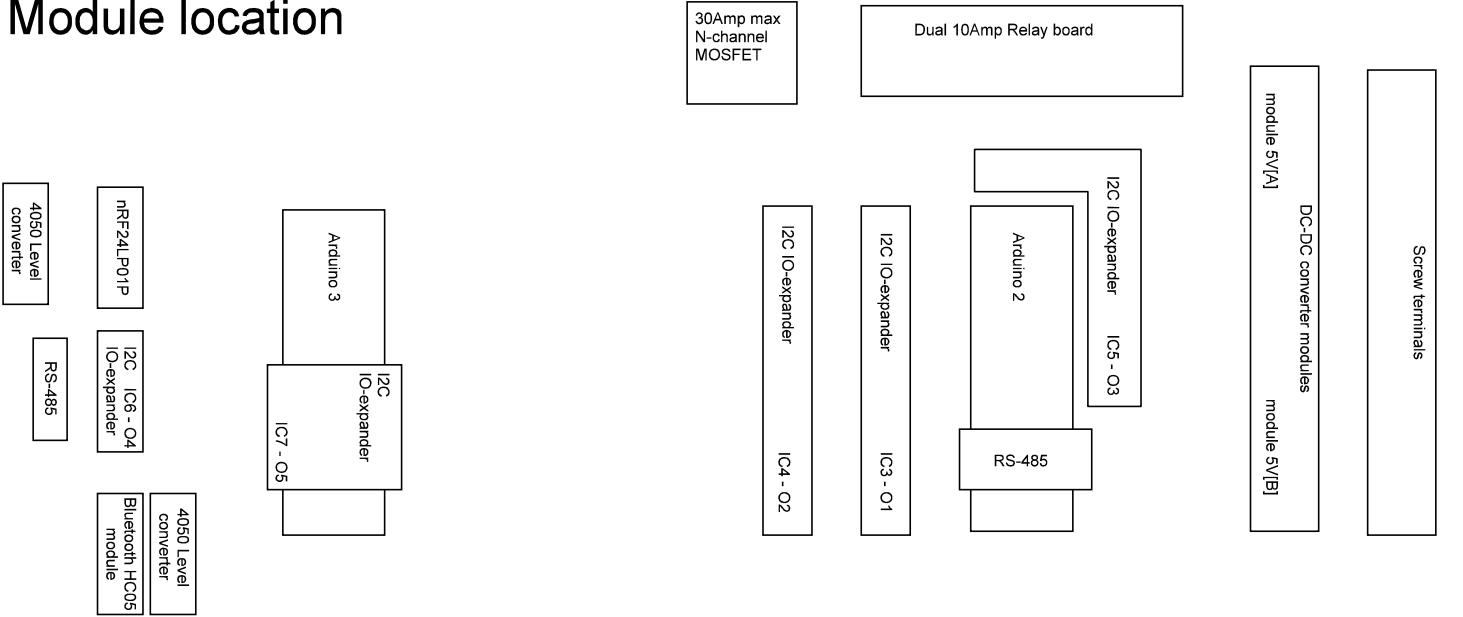 Module location
30Amp max
N-channel
MOSFET
Dual 10Amp Relay board
4050 Level
converter
nRF24LP01P
RS-485
I2C IC6 - O4
IO-expander
Bluetooth HC05
module
4050 Level
converter
Arduino 3
I2C
IO-expander
IC7 - O5
I2C IO-expander IC4 - O2
I2C IO-expander IC3 - O1
Arduino 2
RS-485
I2C IO-expander IC5 - O3
DC-DC converter modules
module 5V[A] module 5V[B]
Screw terminals